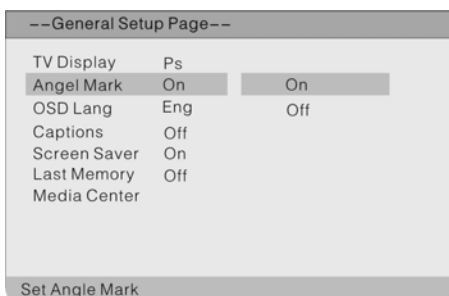 --General Setup Page--
TV Display Ps
Angel Mark On On
OSD Lang Eng Off
Captions Off
Screen Saver On
Last Memory Off
Media Center
Set Angle Mark